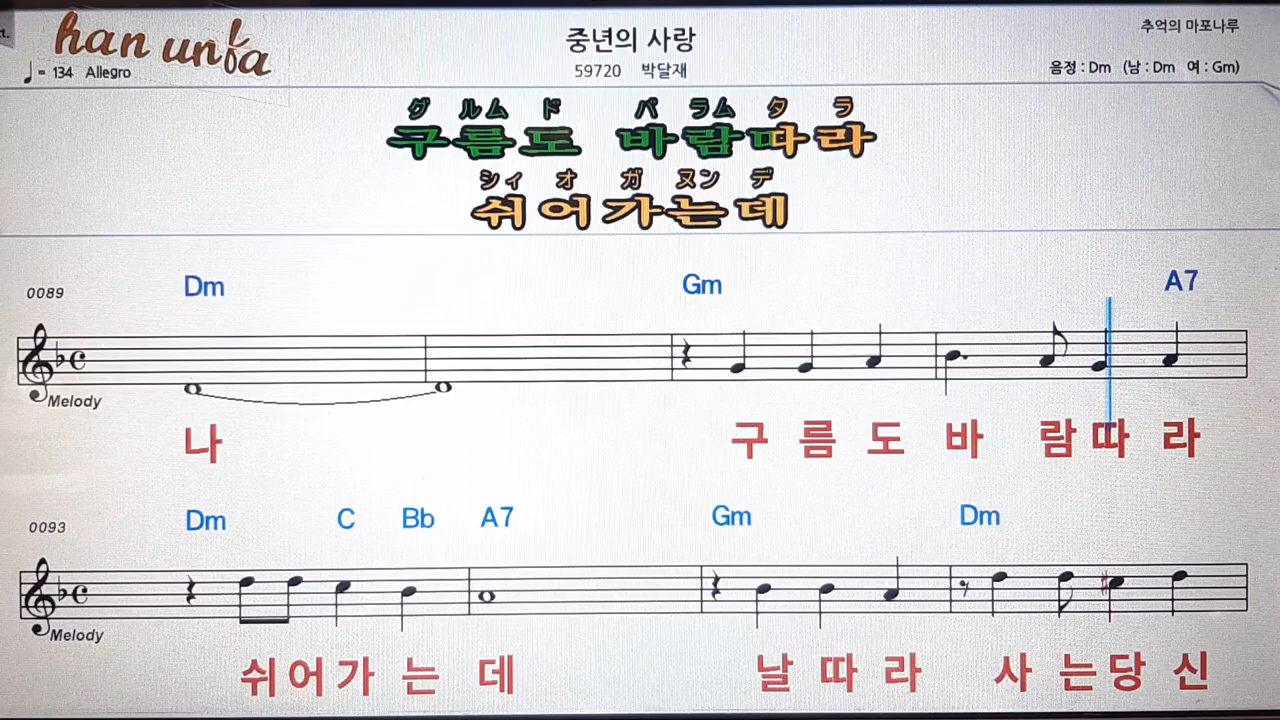 han unfa
중년의 사랑
추억의 마포나루
♩= 134 Allegro
59720 박달재
음정 : Dm (남 : Dm 여 : Gm)
グ ルム ド パ ラム タ ラ
구름도 바람따라
シィ オ ガ ヌン デ
쉬어가는데
0089 Dm Gm A7
Melody
나 구 름 도 바 람 따 라
0093 Dm C Bb A7 Gm Dm
Melody
쉬 어 가 는 데 날 따 라 사 는 당 신